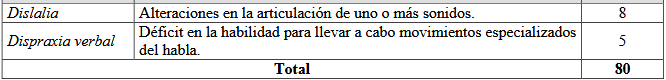 Dislalia Alteraciones en la articulación de uno o más sonidos. 8
Dispraxia verbal Déficit en la habilidad para llevar a cabo movimientos especializados del habla. 5
Total 80